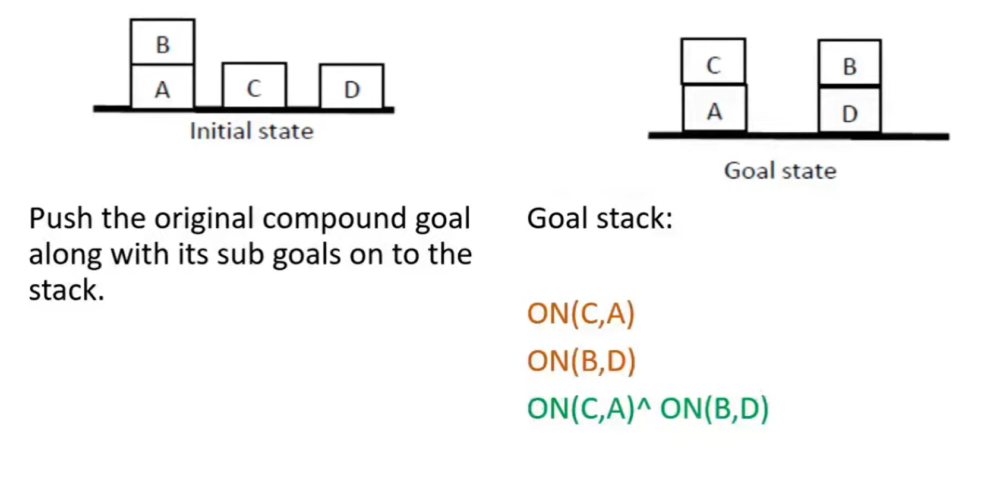 B
A
C
D
Initial state
C
A
B
D
Goal state
Push the original compound goal
along with its sub goals on to the
stack.
Goal stack:
ON(C,A)
ON(B,D)
ON(C,A)^ ON(B,D)